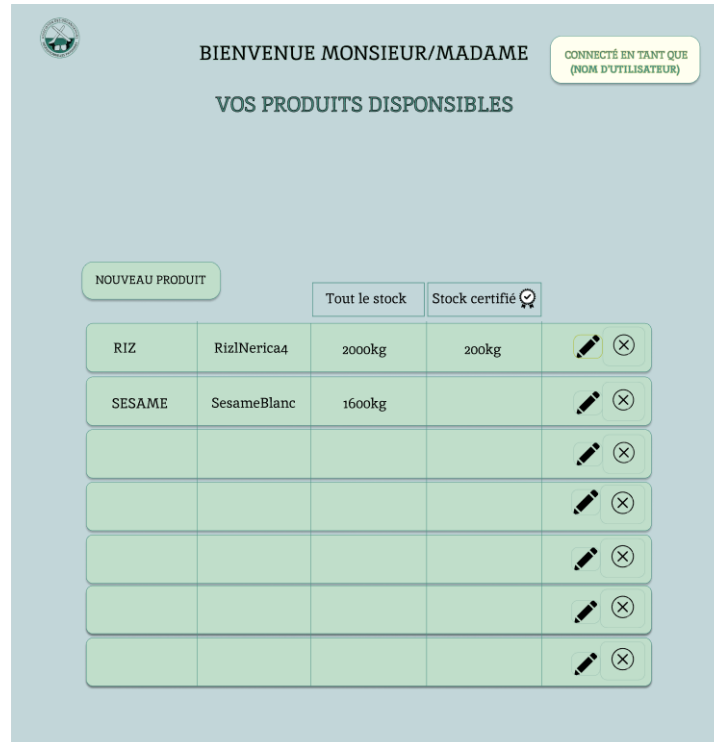 BIENVENUE MONSIEUR/MADAME
CONNECTÉ EN TANT QUE
(NOM D'UTILISATEUR)
VOS PRODUITS DISPONSIBLES
NOUVEAU PRODUIT
Tout le stock
Stock certifié
RIZ RizlNerica4 2000kg 200kg
SESAME SesameBlanc 1600kg